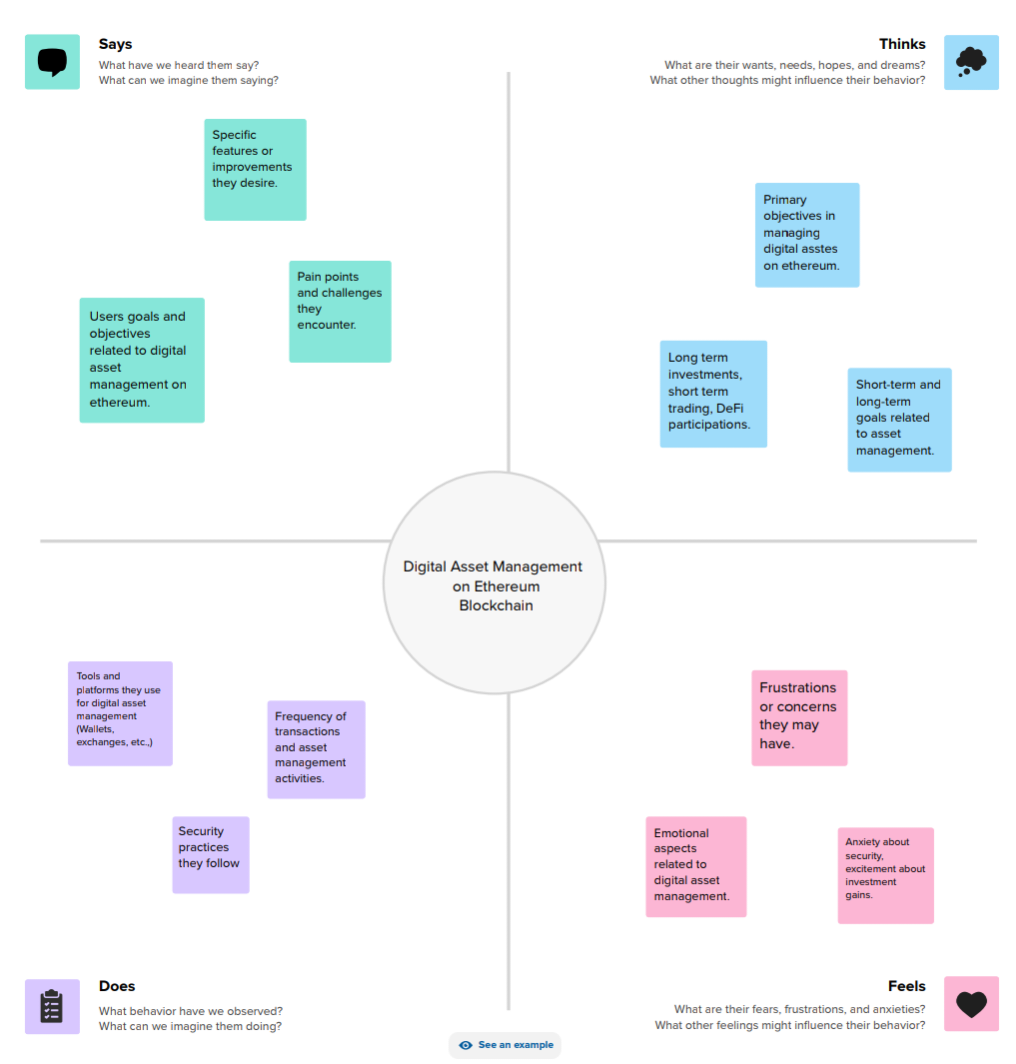 Says
What have we heard them say?
What can we imagine them saying?
Thinks
What are their wants, needs, hopes, and dreams?
What other thoughts might influence their behavior?
Specific
features or
improvements
they desire.
Pain points
and challenges
they
encounter.
Users goals and
objectives
related to digital
asset
management on
ethereum.
Primary
objectives in
managing
digital asstes
on ethereum.
Long term
investments,
short term
trading, DeFi
participations.
Short-term and
long-term
goals related
to asset
management.
Digital Asset Management
on Ethereum
Blockchain
Tools and
platforms they use
for digital asset
management
(Wallets,
exchanges, etc.,)
Frequency of
transactions
and asset
management
activities.
Security
practices
they follow
Frustrations
or concerns
they may
have.
Emotional
aspects
related to
digital asset
management.
Anxiety about
security,
excitement about
investment
gains.
Does
What behavior have we observed?
What can we imagine them doing?
Feels
What are their fears, frustrations, and anxieties?
What other feelings might influence their behavior?
See an example